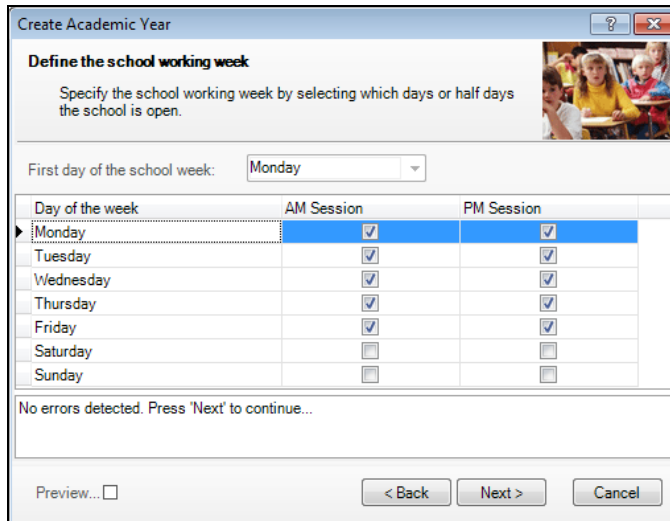 Create Academic Year
Define the school working week
Specify the school working week by selecting which days or half days
the school is open.
First day of the school week: Monday
Day of the week AM Session PM Session
Monday
Tuesday
Wednesday
Thursday
Friday
Saturday
Sunday
No errors detected. Press 'Next' to continue...
Preview... < Back Next > Cancel